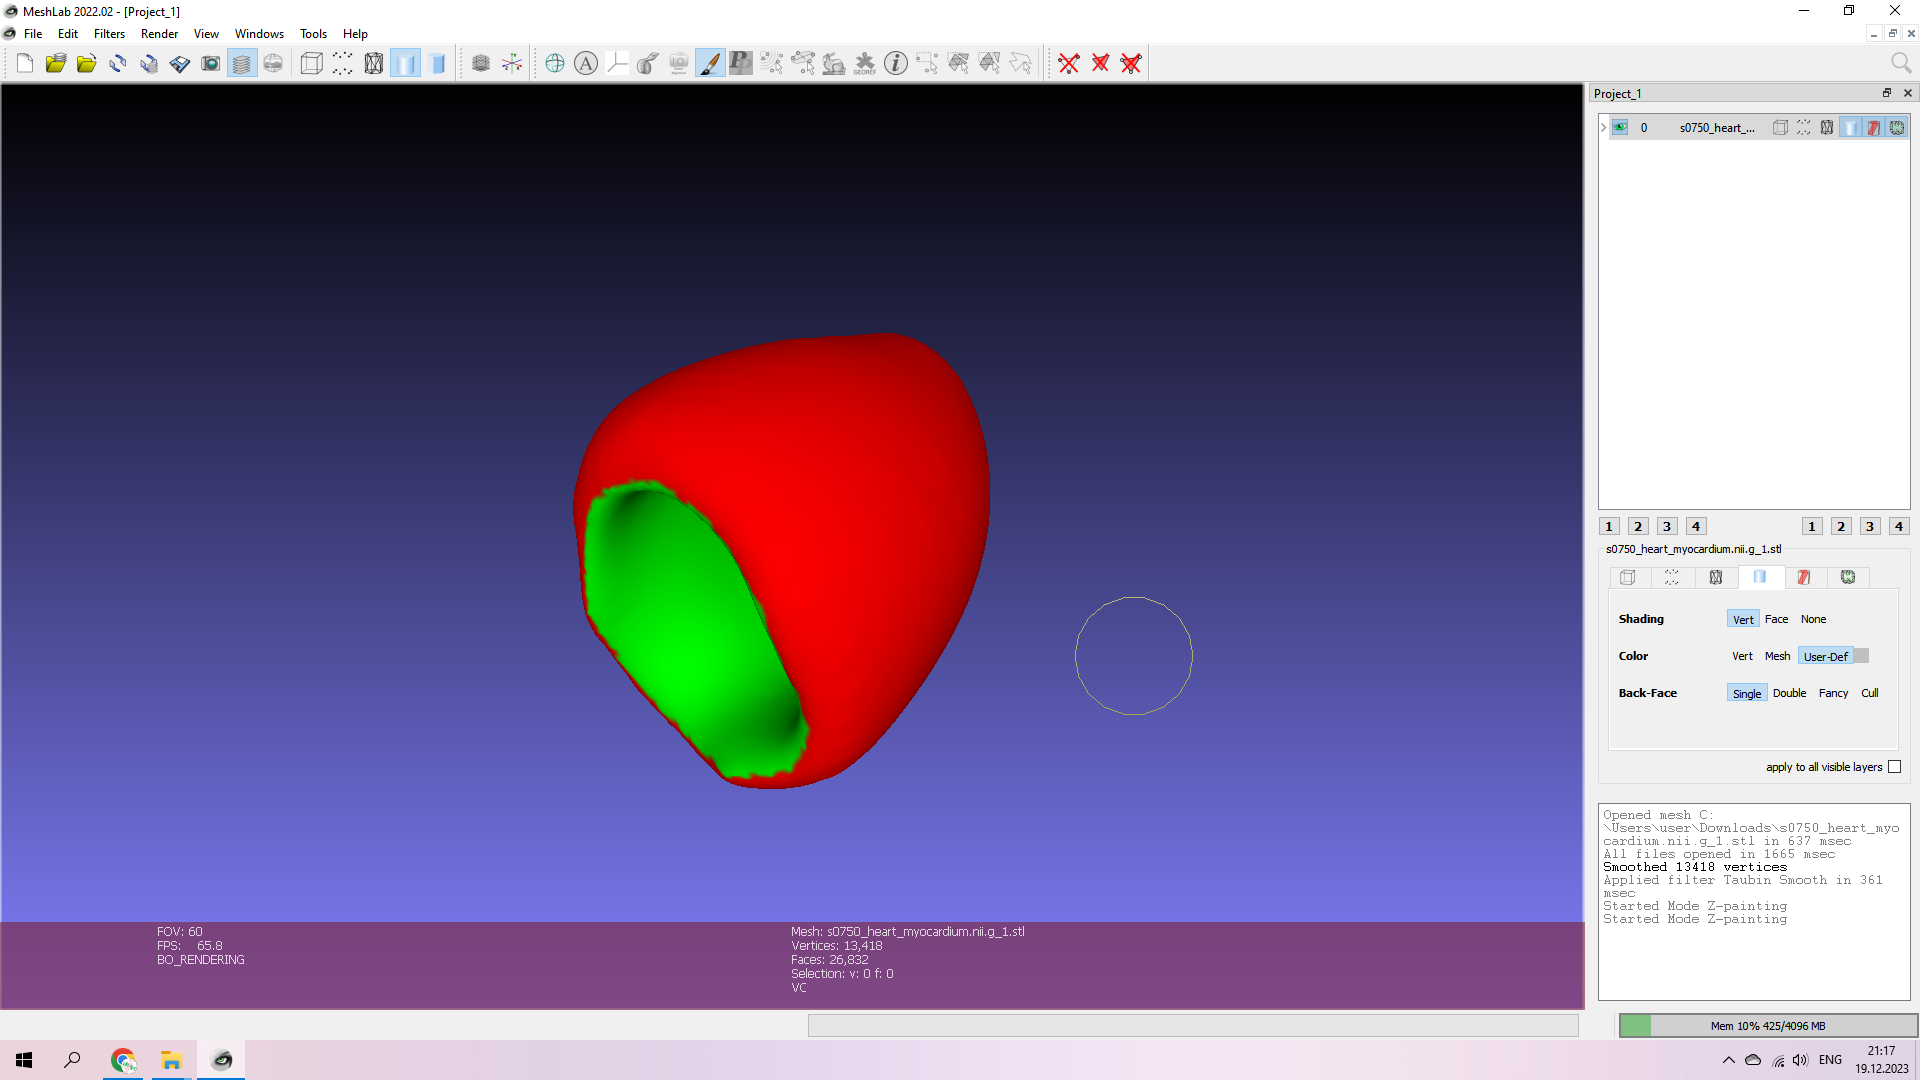 MeshLab 2022.02 - [Project_1]
File Edit Filters Render View Windows Tools Help
A
GEOREF
Project_1
0 s0750_heart_...
1 2 3 4 1 2 3 4
s0750_heart_myocardium.nii.g_1.stl
Shading Vert Face None
Color Vert Mesh User-Def
Back-Face Single Double Fancy Cull
apply to all visible layers
Opened mesh C:
\Users\user\Downloads\s0750_heart_myo
cardium.nii.g_1.stl in 637 msec
All files opened in 1665 msec
Smoothed 13418 vertices
Applied filter Taubin Smooth in 361
msec
Started Mode Z-painting
Started Mode Z-painting
FOV: 60
FPS: 65.8
BO_RENDERING
Mesh: s0750_heart_myocardium.nii.g_1.stl
Vertices: 13,418
Faces: 26,832
Selection: v: 0 f: 0
VC
Mem 10% 425/4096 MB
ENG
21:17
19.12.2023